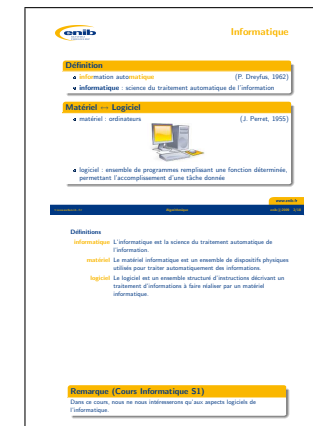 enib
Informatique
Définition
information automatique (P. Dreyfus, 1962)
informatique : science du traitement automatique de l'information
Matériel ↔ Logiciel
matériel : ordinateurs (J. Perret, 1955)
logiciel : ensemble de programmes remplissant une fonction déterminée,
permettant l'accomplissement d'une tâche donnée
www.enib.fr
Algorithmique
Définitions
informatique L'informatique est la science du traitement automatique de
l'information.
matériel Le matériel informatique est un ensemble de dispositifs physiques
utilisés pour traiter automatiquement des informations.
logiciel Le logiciel est un ensemble structuré d'instructions décrivant un
traitement d'informations à faire réaliser par un matériel
informatique.
Remarque (Cours Informatique S1)
Dans ce cours, nous ne nous intéresserons qu'aux aspects logiciels de
l'informatique.